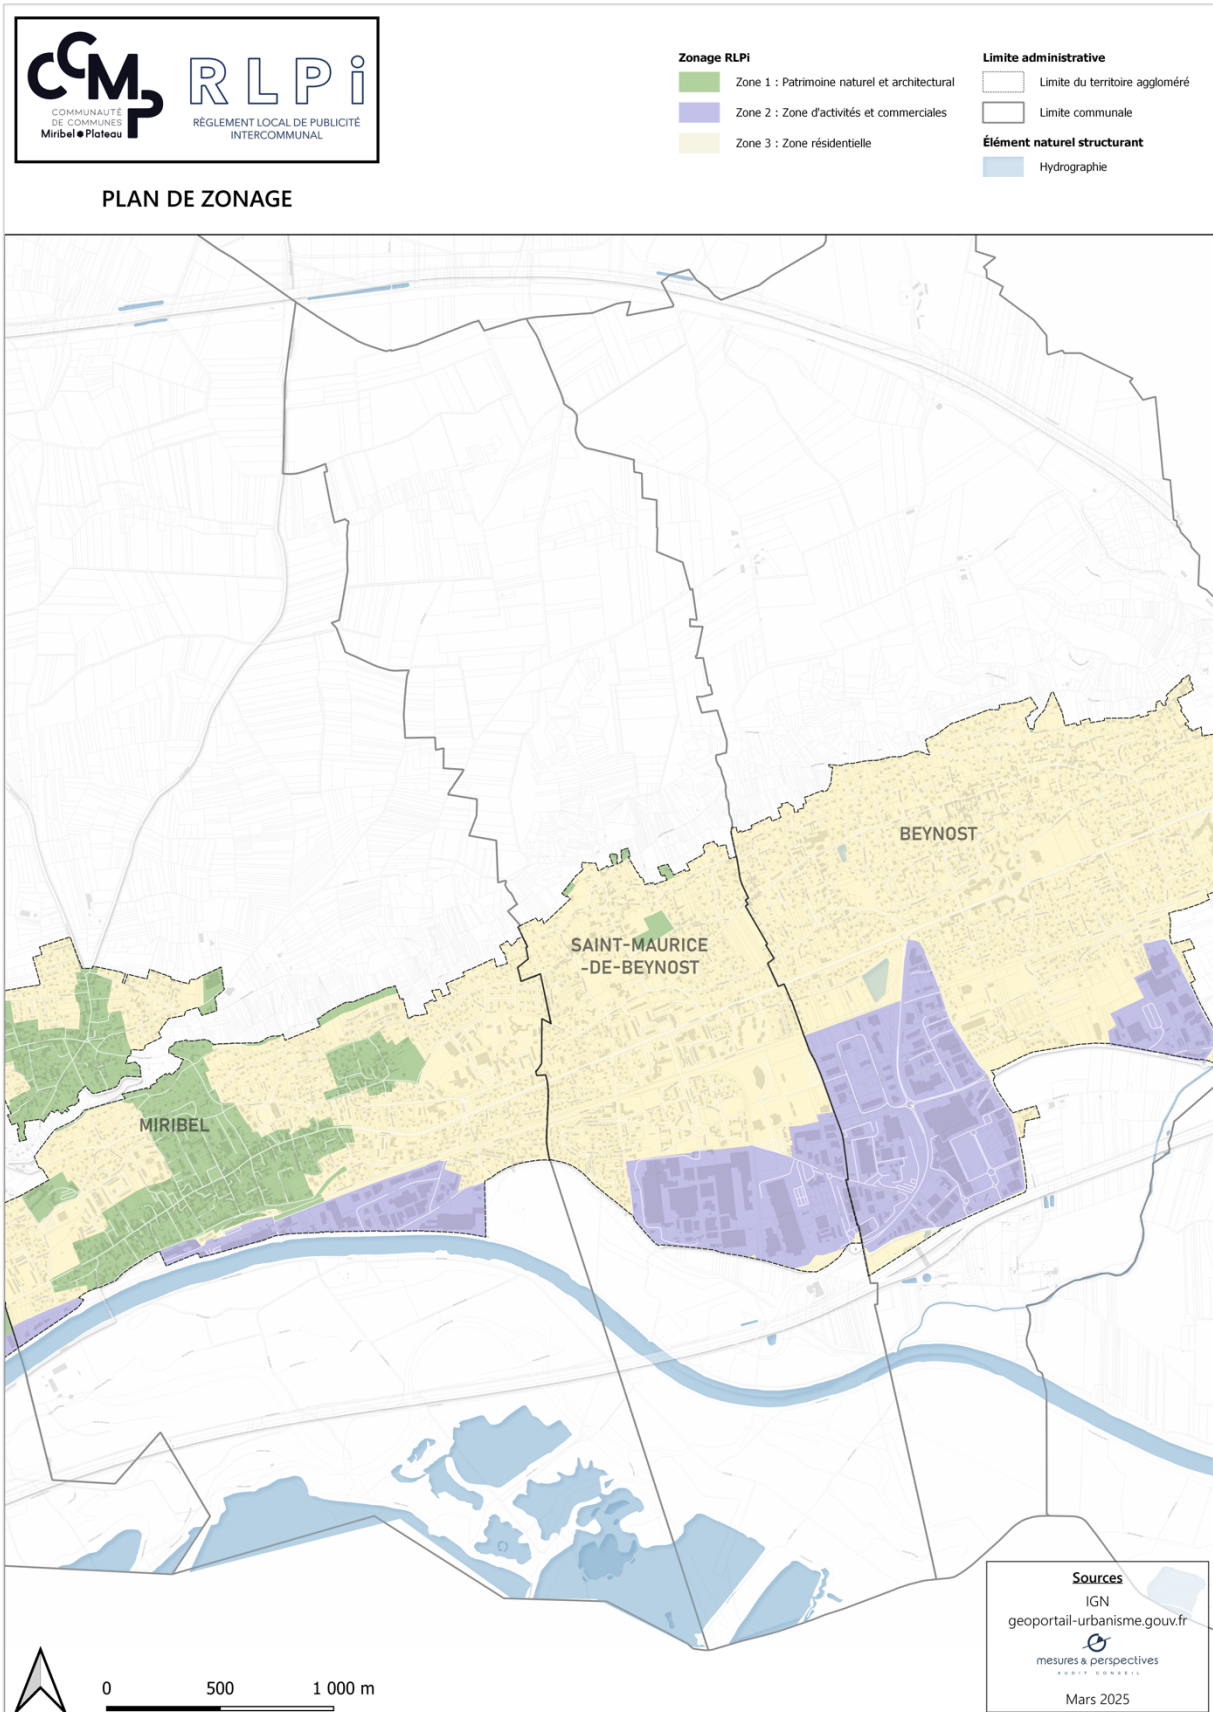 CCMP
COMMUNAUTÉ
DE COMMUNES
Miribel Plateau
RLPi
RÈGLEMENT LOCAL DE PUBLICITÉ
INTERCOMMUNAL
PLAN DE ZONAGE
Zonage RLPi
Zone 1 : Patrimoine naturel et architectural
Zone 2 : Zone d'activités et commerciales
Zone 3 : Zone résidentielle
Limite administrative
Limite du territoire aggloméré
Limite communale
Élément naturel structurant
Hydrographie
BEYNOST
SAINT-MAURICE
-DE-BEYNOST
MIRIBEL
0 500 1 000 m
Sources
IGN
geoportail-urbanisme.gouv.fr
mesures & perspectives
AUDIT CONSEIL
Mars 2025